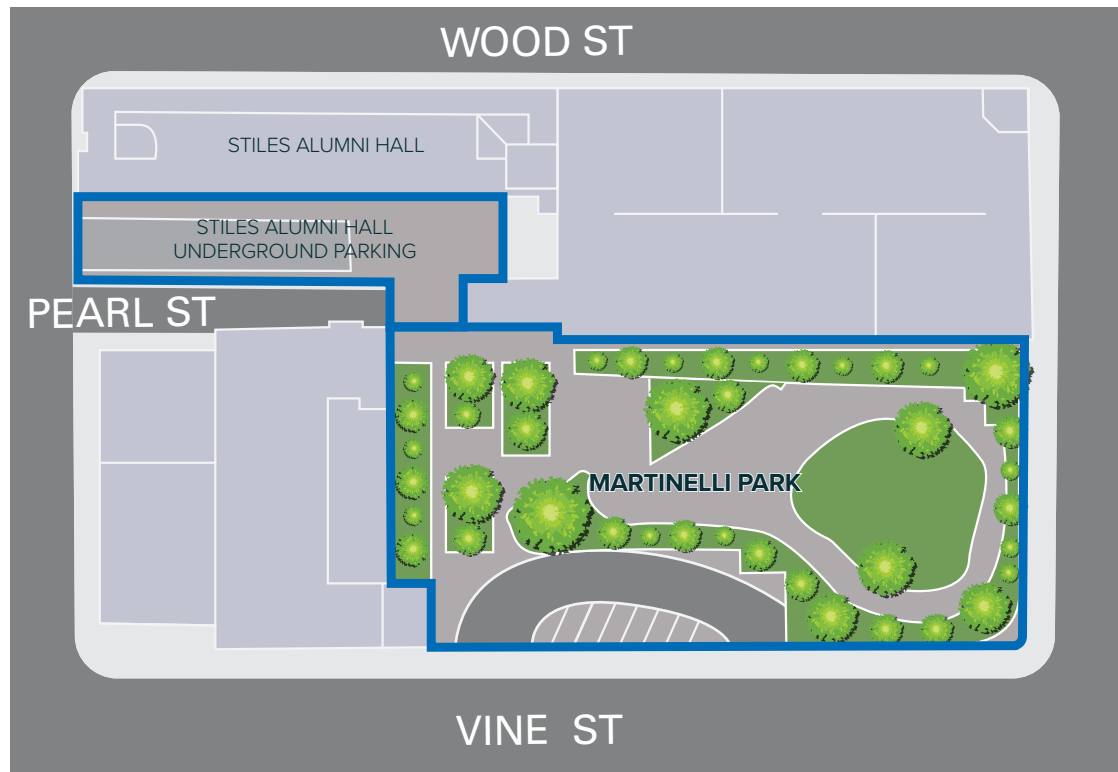 WOOD ST
STILES ALUMNI HALL
STILES ALUMNI HALL
UNDERGROUND PARKING
PEARL ST
MARTINELLI PARK
VINE ST